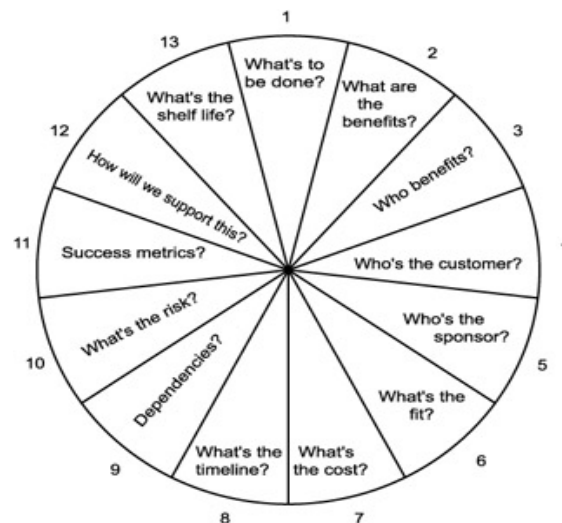 1
What's to
be done?
2
What are
the
benefits?
3
Who benefits?
Who's the customer?
5
Who's the
sponsor?
6
What's the
fit?
7
What's
the cost?
8
What's the
timeline?
9
Dependencies?
10
What's the risk?
11
Success metrics?
12
How will we support this?
13
What's the
shelf life?